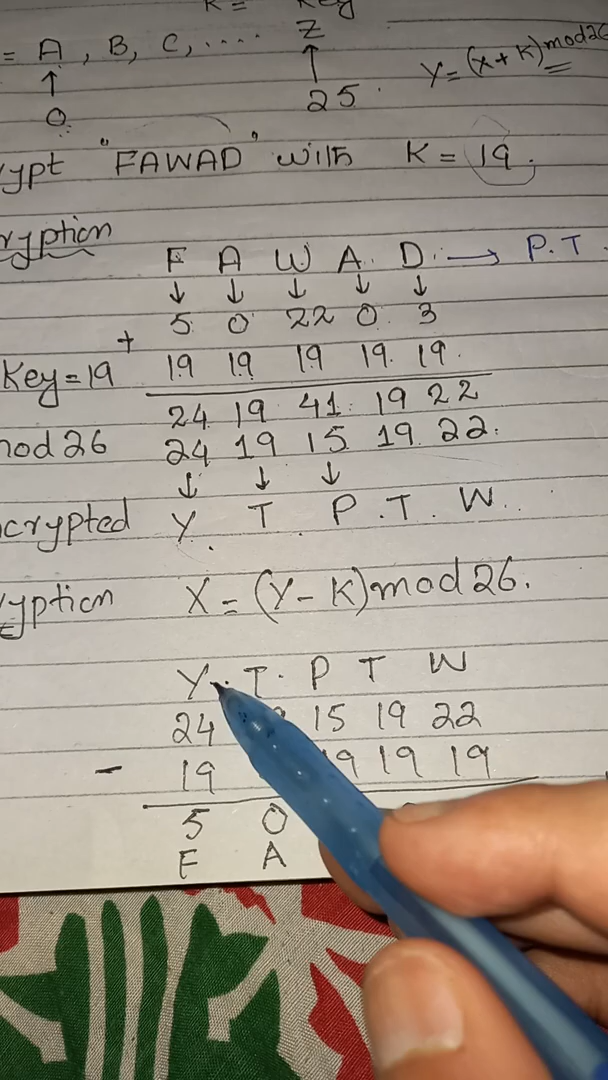 K = Key
= A, B, C, .... Z
0 25.
Y = (X + K) mod 26
ypt "FAWAD" with K = 19.
ryption
F A W A D. → P.T.
↓ ↓ ↓ ↓ ↓
5 0 22 0 3
+
Key = 19 19 19 19 19. 19.
24 19 41 19 22
mod 26 24 19 15 19 22.
↓ ↓ ↓
crypted Y. T P. T. W.
yption X = (Y - K) mod 26.
Y. T. P T W
24 15 19 22
- 19 19 19 19
5 0
F A